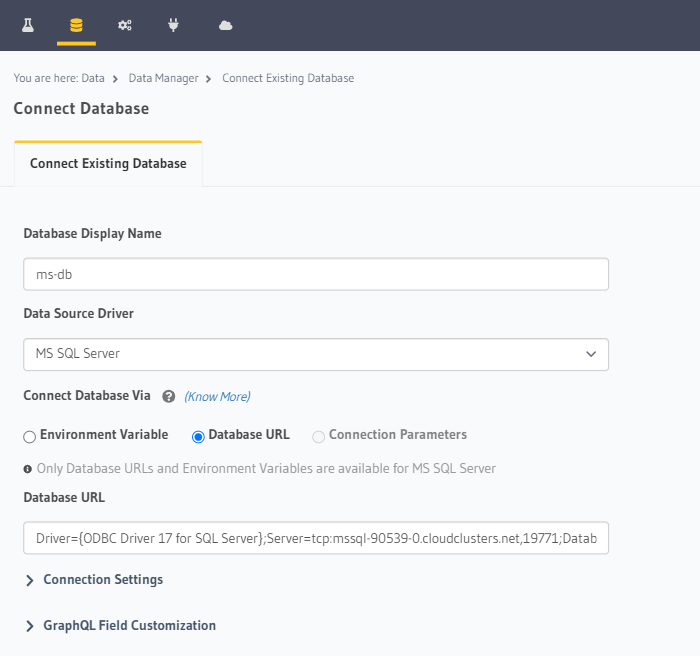 You are here: Data > Data Manager > Connect Existing Database
Connect Database
Connect Existing Database
Database Display Name
ms-db
Data Source Driver
MS SQL Server
Connect Database Via ? (Know More)
Environment Variable Database URL Connection Parameters
Only Database URLs and Environment Variables are available for MS SQL Server
Database URL
Driver={ODBC Driver 17 for SQL Server};Server=tcp:mssql-90539-0.cloudclusters.net,19771;Datab
Connection Settings
GraphQL Field Customization